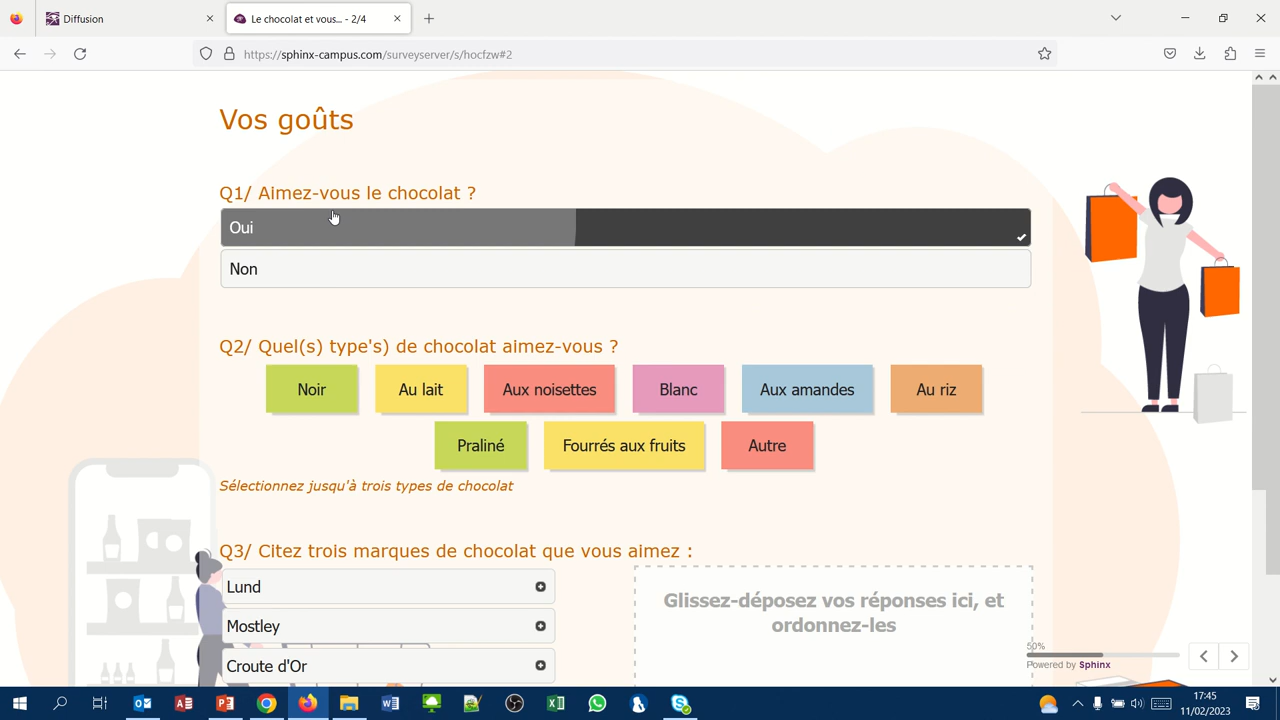 Diffusion
Le chocolat et vous... - 2/4
https://sphinx-campus.com/surveyserver/s/hocfzw#2
Vos goûts
Q1/ Aimez-vous le chocolat ?
Oui
Non
Q2/ Quel(s) type's) de chocolat aimez-vous ?
Noir
Au lait
Aux noisettes
Blanc
Aux amandes
Au riz
Praliné
Fourrés aux fruits
Autre
Sélectionnez jusqu'à trois types de chocolat
Q3/ Citez trois marques de chocolat que vous aimez :
Lund
Mostley
Croute d'Or
Glissez-déposez vos réponses ici, et
ordonnez-les
50%
Powered by Sphinx
17:45
11/02/2023